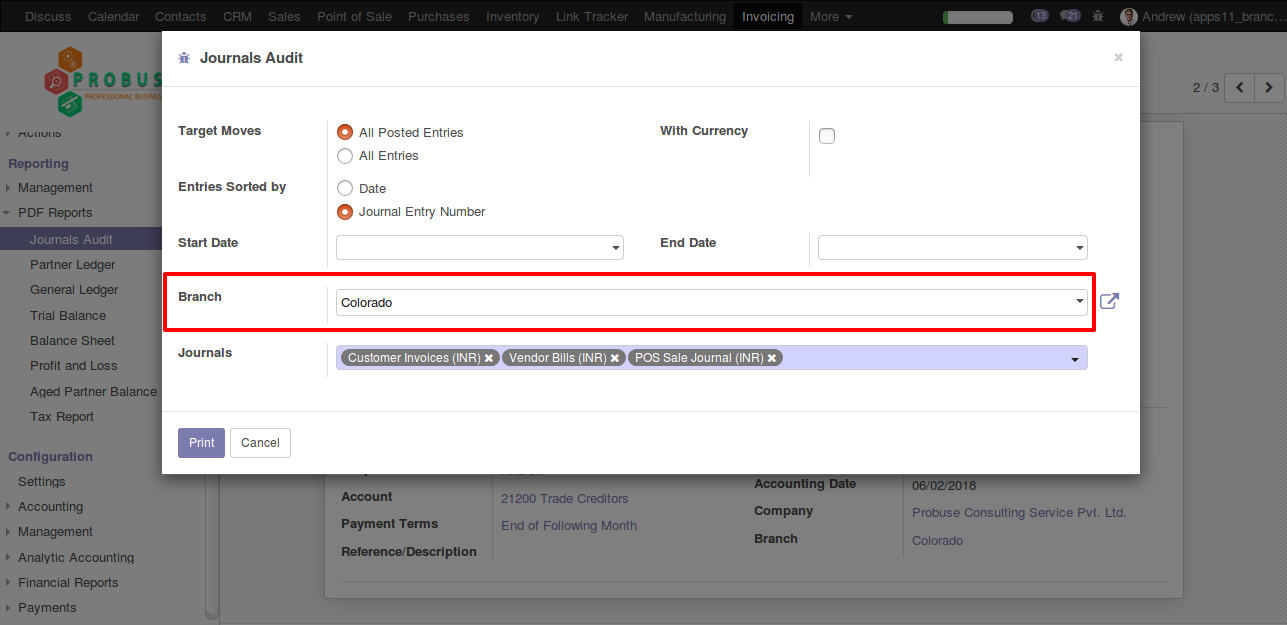 Discuss Calendar Contacts CRM Sales Point of Sale Purchases Inventory Link Tracker Manufacturing Invoicing More 13 21 Andrew (apps11_branc...
PROBUS
PROFESSIONAL BUSINE
2 / 3
Actions
Reporting
Management
PDF Reports
Journals Audit
Partner Ledger
General Ledger
Trial Balance
Balance Sheet
Profit and Loss
Aged Partner Balance
Tax Report
Configuration
Settings
Accounting
Management
Analytic Accounting
Financial Reports
Payments
Journals Audit ×
Target Moves All Posted Entries With Currency
All Entries
Entries Sorted by Date
Journal Entry Number
Start Date End Date
Branch Colorado
Journals Customer Invoices (INR) ✖ Vendor Bills (INR) ✖ POS Sale Journal (INR) ✖
Print Cancel
Account 21200 Trade Creditors
Payment Terms End of Following Month
Reference/Description
Accounting Date 06/02/2018
Company Probuse Consulting Service Pvt. Ltd.
Branch Colorado